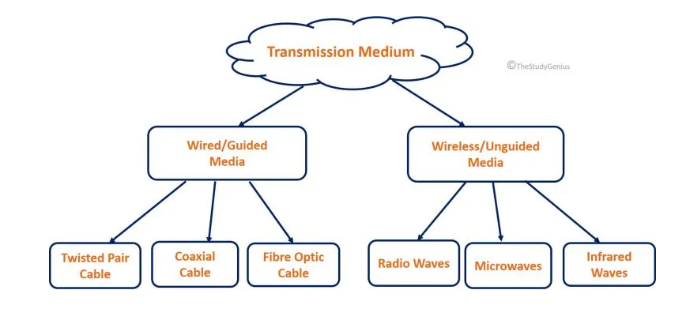 Transmission Medium
©TheStudyGenius
Wired/Guided
Media
Wireless/Unguided
Media
Twisted Pair
Cable
Coaxial
Cable
Fibre Optic
Cable
Radio Waves
Microwaves
Infrared
Waves